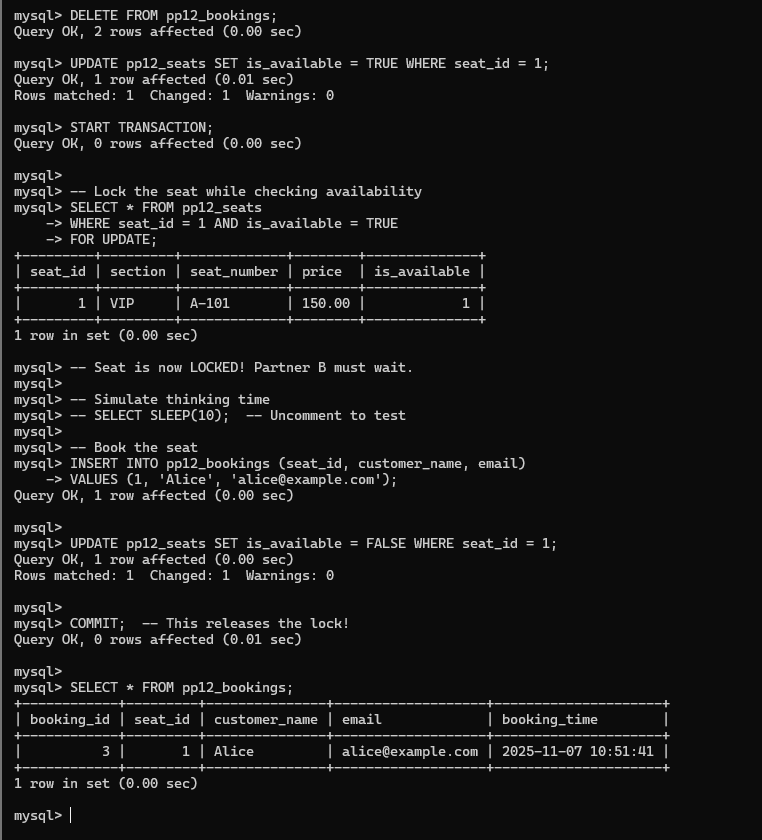 mysql> DELETE FROM pp12_bookings;
Query OK, 2 rows affected (0.00 sec)
mysql> UPDATE pp12_seats SET is_available = TRUE WHERE seat_id = 1;
Query OK, 1 row affected (0.01 sec)
Rows matched: 1  Changed: 1  Warnings: 0
mysql> START TRANSACTION;
Query OK, 0 rows affected (0.00 sec)
mysql>
mysql> -- Lock the seat while checking availability
mysql> SELECT * FROM pp12_seats
    -> WHERE seat_id = 1 AND is_available = TRUE
    -> FOR UPDATE;
+---------+---------+-------------+--------+--------------+
| seat_id | section | seat_number | price  | is_available |
+---------+---------+-------------+--------+--------------+
|       1 | VIP     | A-101       | 150.00 |            1 |
+---------+---------+-------------+--------+--------------+
1 row in set (0.00 sec)
mysql> -- Seat is now LOCKED! Partner B must wait.
mysql>
mysql> -- Simulate thinking time
mysql> -- SELECT SLEEP(10);  -- Uncomment to test
mysql>
mysql> -- Book the seat
mysql> INSERT INTO pp12_bookings (seat_id, customer_name, email)
    -> VALUES (1, 'Alice', 'alice@example.com');
Query OK, 1 row affected (0.00 sec)
mysql>
mysql> UPDATE pp12_seats SET is_available = FALSE WHERE seat_id = 1;
Query OK, 1 row affected (0.00 sec)
Rows matched: 1  Changed: 1  Warnings: 0
mysql>
mysql> COMMIT;  -- This releases the lock!
Query OK, 0 rows affected (0.01 sec)
mysql>
mysql> SELECT * FROM pp12_bookings;
+------------+---------+---------------+-------------------+---------------------+
| booking_id | seat_id | customer_name | email             | booking_time        |
+------------+---------+---------------+-------------------+---------------------+
|          3 |       1 | Alice         | alice@example.com | 2025-11-07 10:51:41 |
+------------+---------+---------------+-------------------+---------------------+
1 row in set (0.00 sec)
mysql>